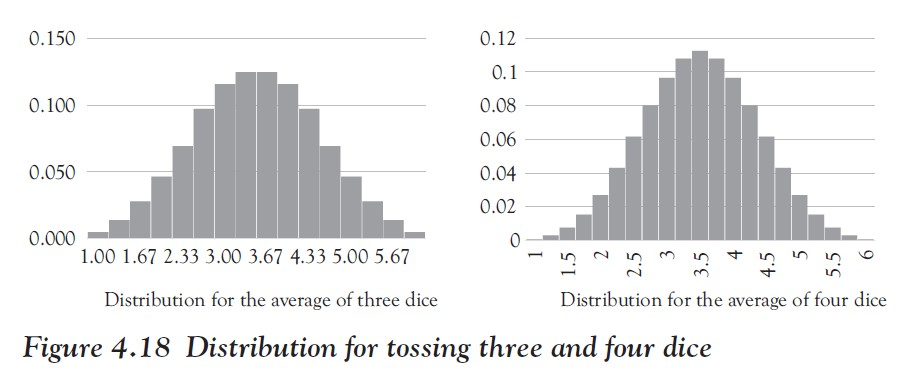 0.150
0.100
0.050
0.000
1.00 1.67 2.33 3.00 3.67 4.33 5.00 5.67
Distribution for the average of three dice
0.12
0.1
0.08
0.06
0.04
0.02
0
1 1.5 2 2.5 3 3.5 4 4.5 5 5.5 6
Distribution for the average of four dice
Figure 4.18 Distribution for tossing three and four dice